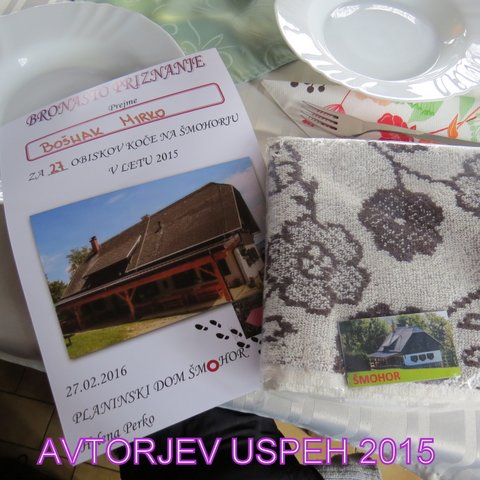 BRONASTO PRIZNANJE
Prejme
BOŠNAK MIRKO
ZA 27 OBISKOV KOČE NA ŠMOHORJU
V LETU 2015
27.02.2016
PLANINSKI DOM ŠMOHOR
Helena Perko
ŠMOHOR
AVTORJEV USPEH 2015